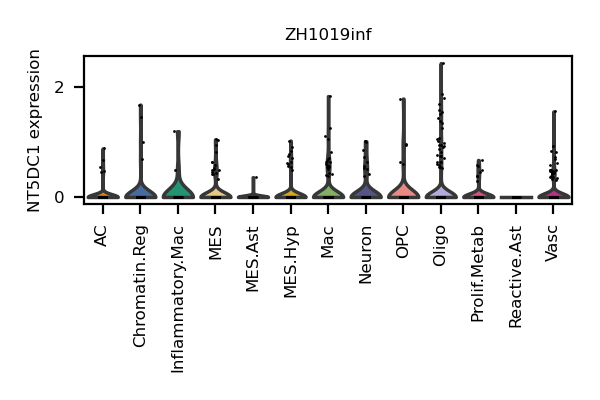 ZH1019inf
NT5DC1 expression
2
0
AC
Chromatin.Reg
Inflammatory.Mac
MES
MES.Ast
MES.Hyp
Mac
Neuron
OPC
Oligo
Prolif.Metab
Reactive.Ast
Vasc